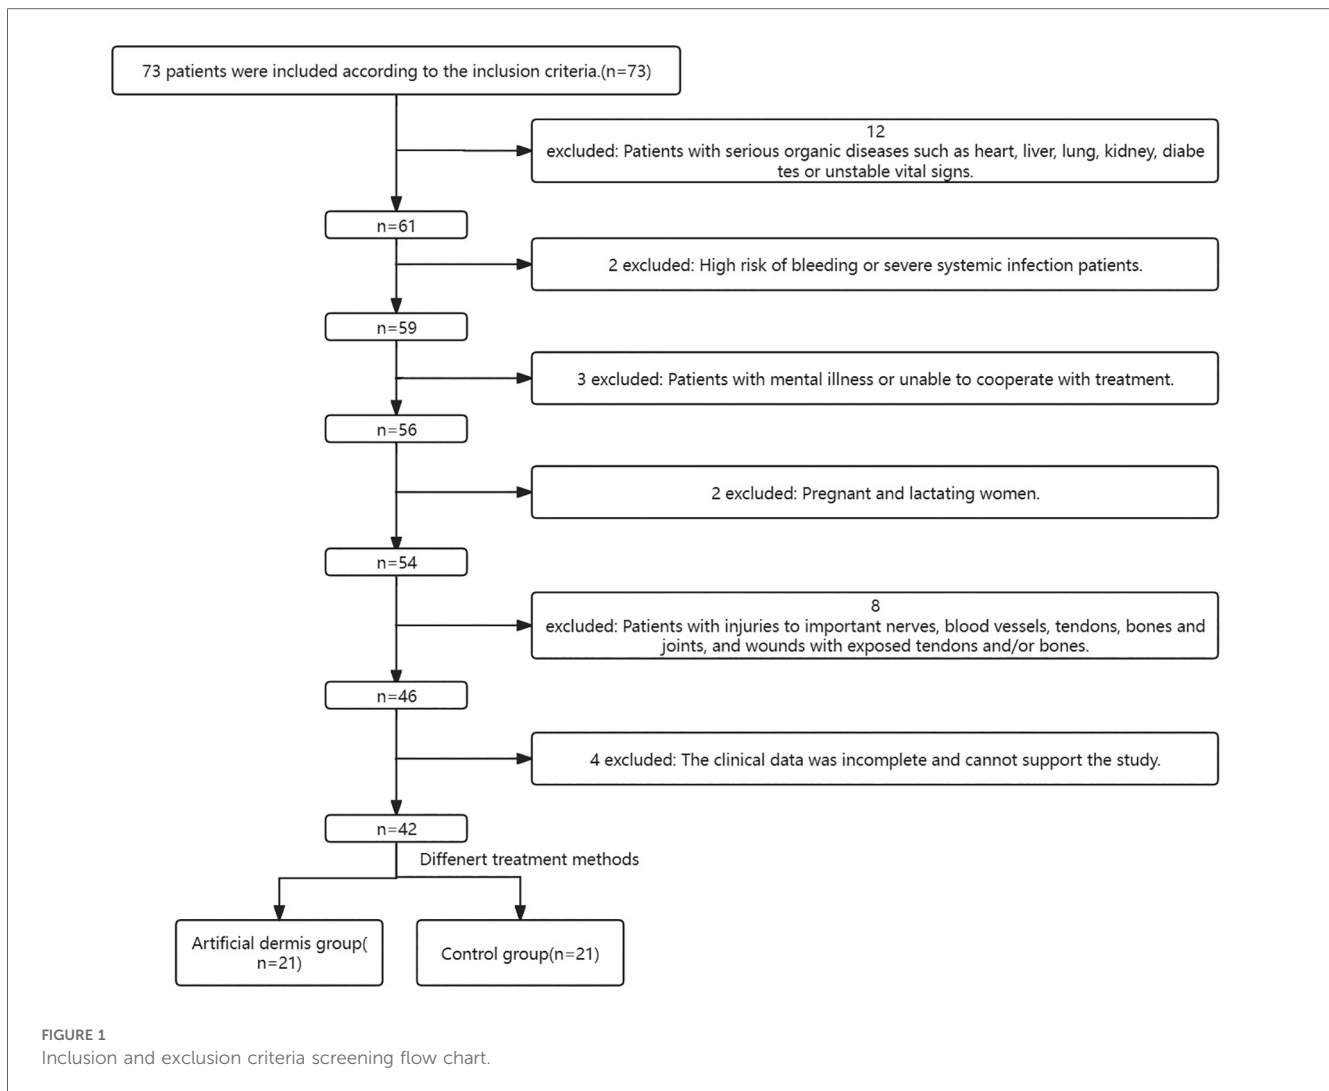 73 patients were included according to the inclusion criteria.(n=73)
12
excluded: Patients with serious organic diseases such as heart, liver, lung, kidney, diabe
tes or unstable vital signs.
n=61
2 excluded: High risk of bleeding or severe systemic infection patients.
n=59
3 excluded: Patients with mental illness or unable to cooperate with treatment.
n=56
2 excluded: Pregnant and lactating women.
n=54
8
excluded: Patients with injuries to important nerves, blood vessels, tendons, bones and
joints, and wounds with exposed tendons and/or bones.
n=46
4 excluded: The clinical data was incomplete and cannot support the study.
n=42
Diffenert treatment methods
Artificial dermis group(
n=21)
Control group(n=21)
FIGURE 1
Inclusion and exclusion criteria screening flow chart.